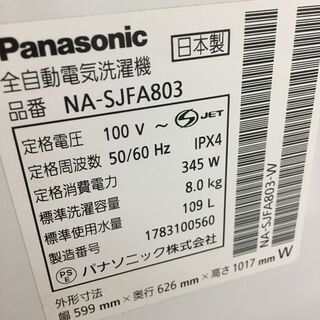 Panasonic
日本製
全自動電気洗濯機
品番 NA-SJFA803
定格電圧 100 V ~ S JET
定格周波数 50/60 Hz IPX4
定格消費電力 345 W
標準洗濯容量 8.0kg
標準使用水量 109 L
製造番号 1783100560
PS E パナソニック株式会社
外形寸法
幅 599 mm×奥行 626 mm×高さ 1017 mm W
NA-SJFA803-W